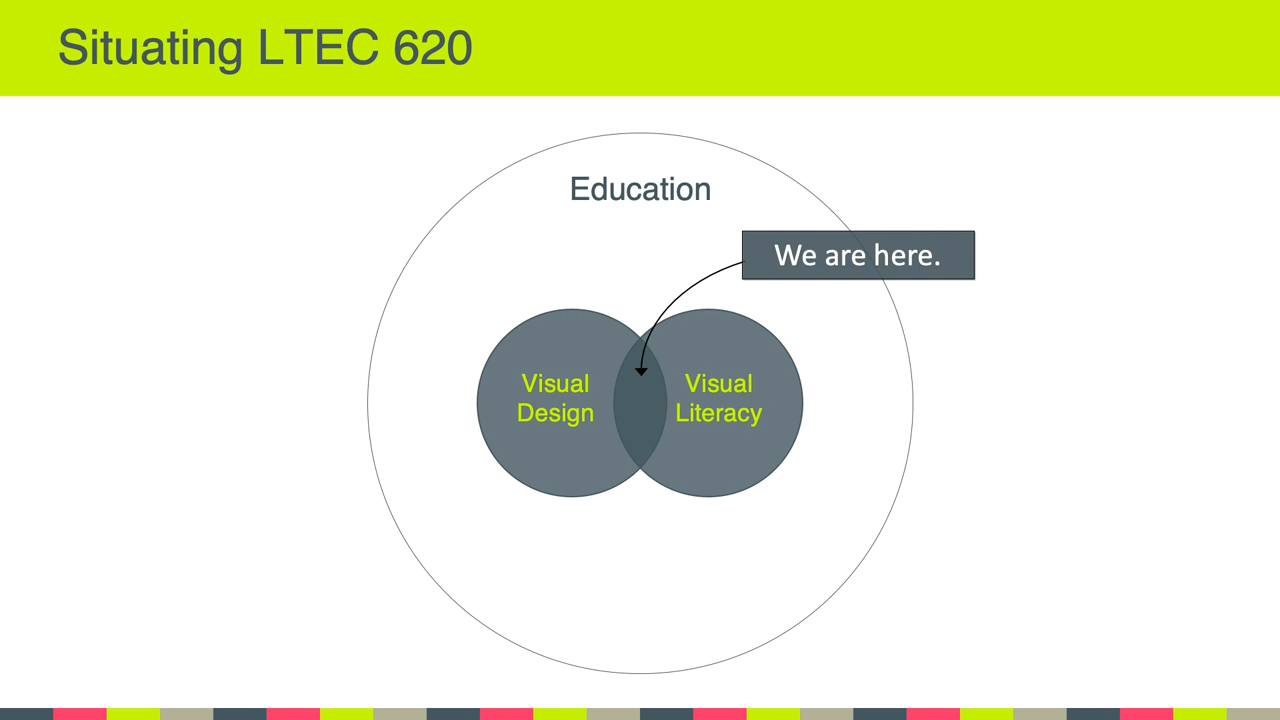 Situating LTEC 620
Education
We are here.
Visual
Design
Visual
Literacy